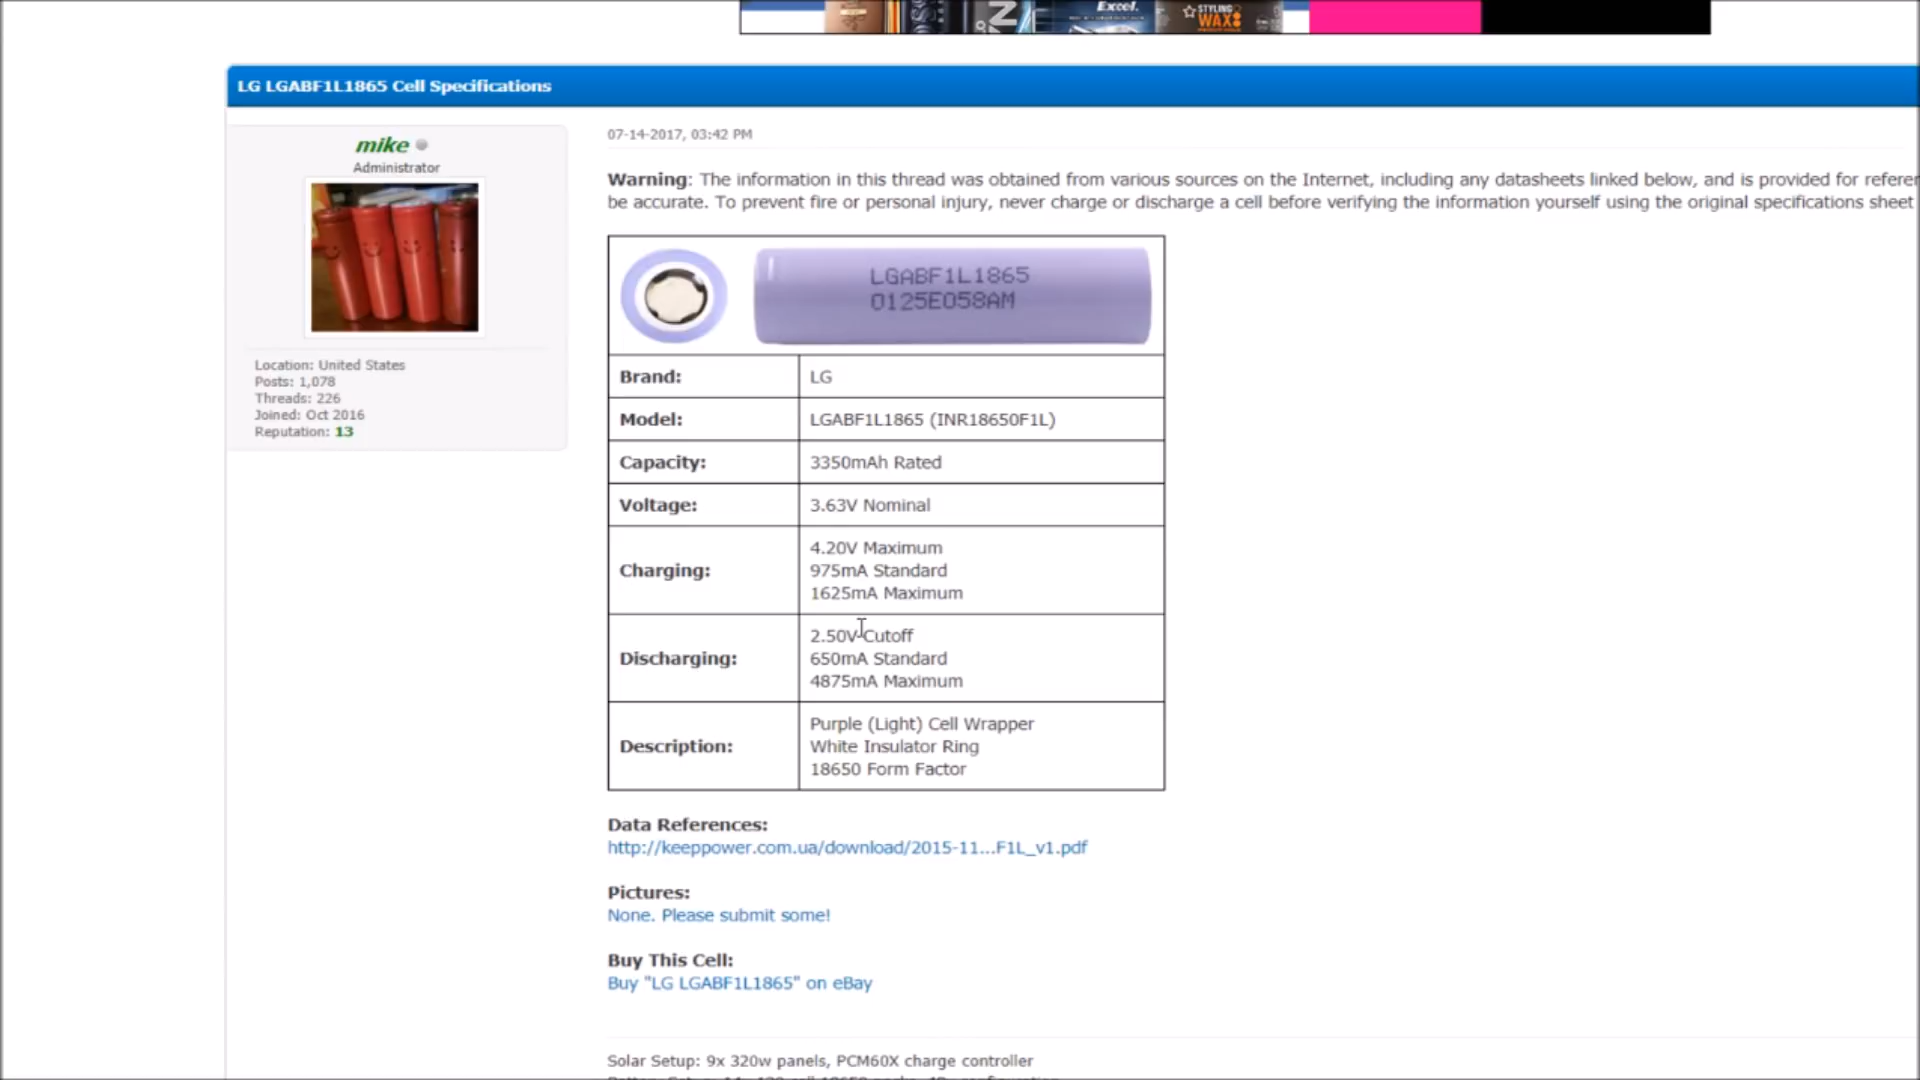 Excel.
STYLING
WAX
LG LGABF1L1865 Cell Specifications
mike
Administrator
Location: United States
Posts: 1,078
Threads: 226
Joined: Oct 2016
Reputation: 13
07-14-2017, 03:42 PM
Warning: The information in this thread was obtained from various sources on the Internet, including any datasheets linked below, and is provided for
be accurate. To prevent fire or personal injury, never charge or discharge a cell before verifying the information yourself using the original specifications sheet
LGABF1L1865
0125E058AM
Brand: LG
Model: LGABF1L1865 (INR18650F1L)
Capacity: 3350mAh Rated
Voltage: 3.63V Nominal
Charging: 4.20V Maximum
975mA Standard
1625mA Maximum
Discharging: 2.50V Cutoff
650mA Standard
4875mA Maximum
Description: Purple (Light) Cell Wrapper
White Insulator Ring
18650 Form Factor
Data References:
http://keeppower.com.ua/download/2015-11...F1L_v1.pdf
Pictures:
None. Please submit some!
Buy This Cell:
Buy "LG LGABF1L1865" on eBay
Solar Setup: 9x 320w panels, PCM60X charge controller